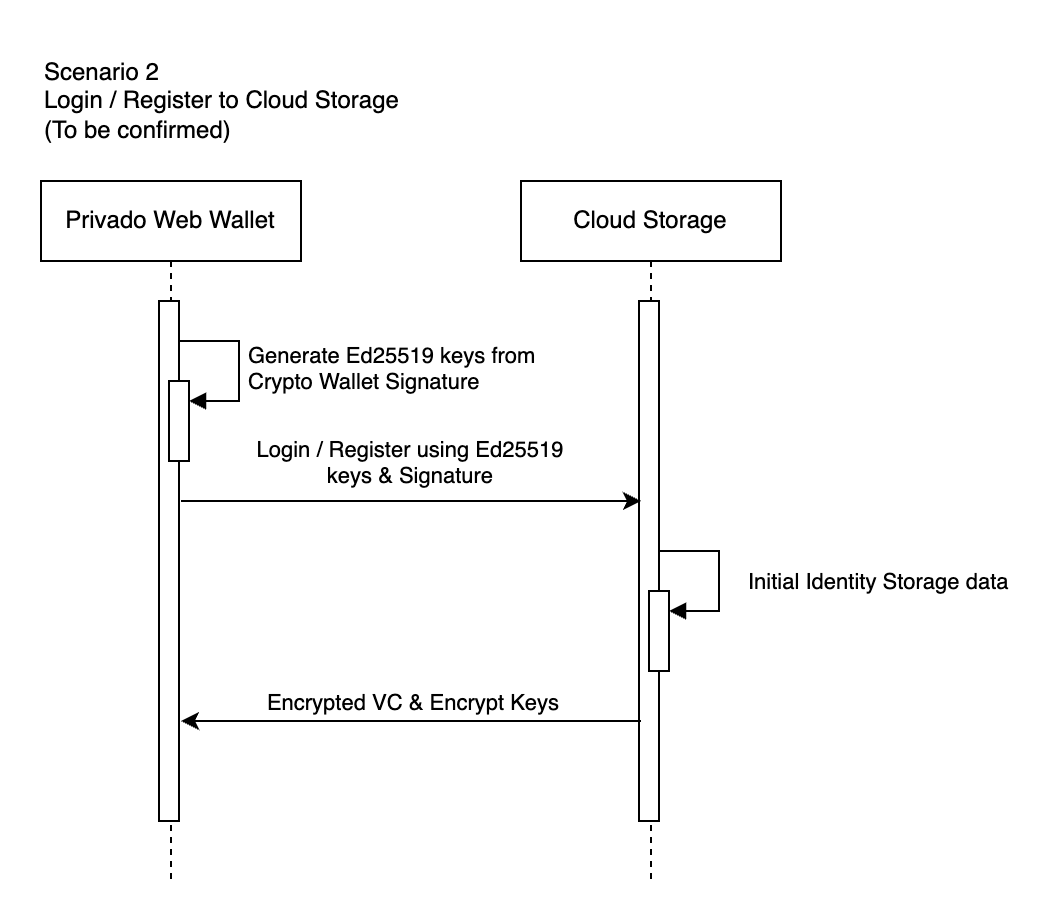 Scenario 2
Login / Register to Cloud Storage
(To be confirmed)
Privado Web Wallet
Cloud Storage
Generate Ed25519 keys from
Crypto Wallet Signature
Login / Register using Ed25519
keys & Signature
Initial Identity Storage data
Encrypted VC & Encrypt Keys